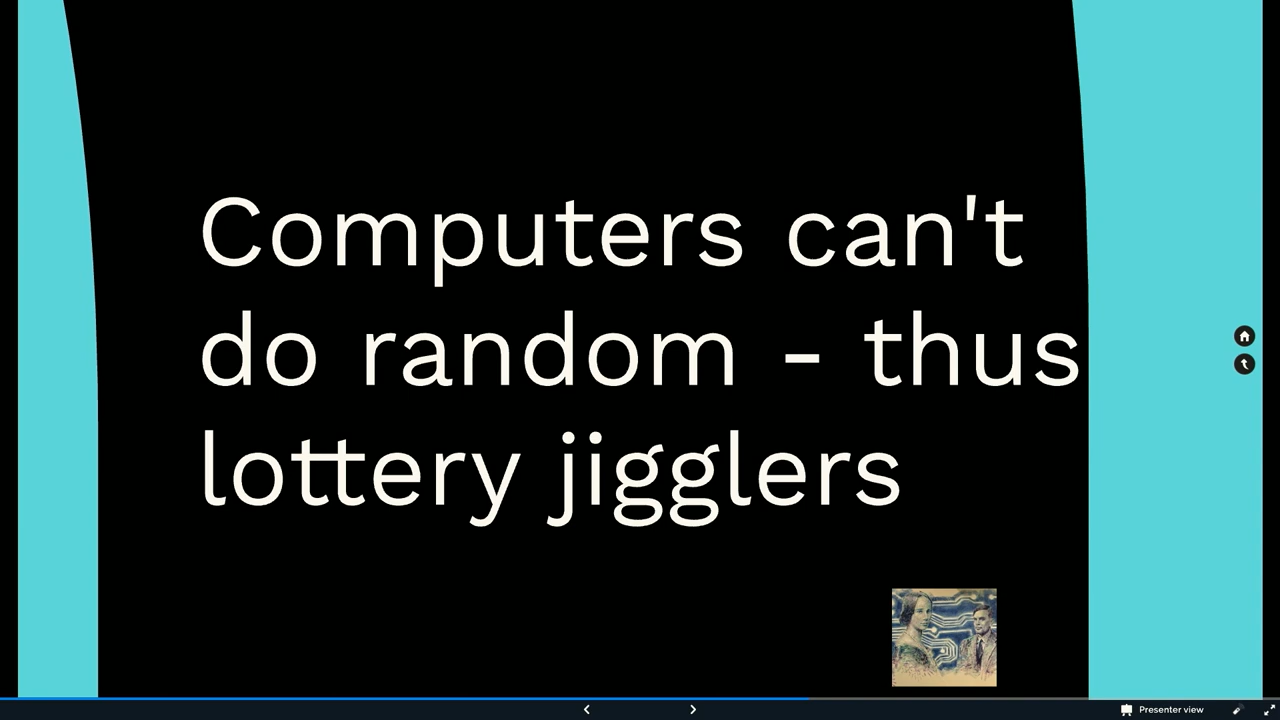 Computers can't
do random - thus
lottery jigglers
Presenter view